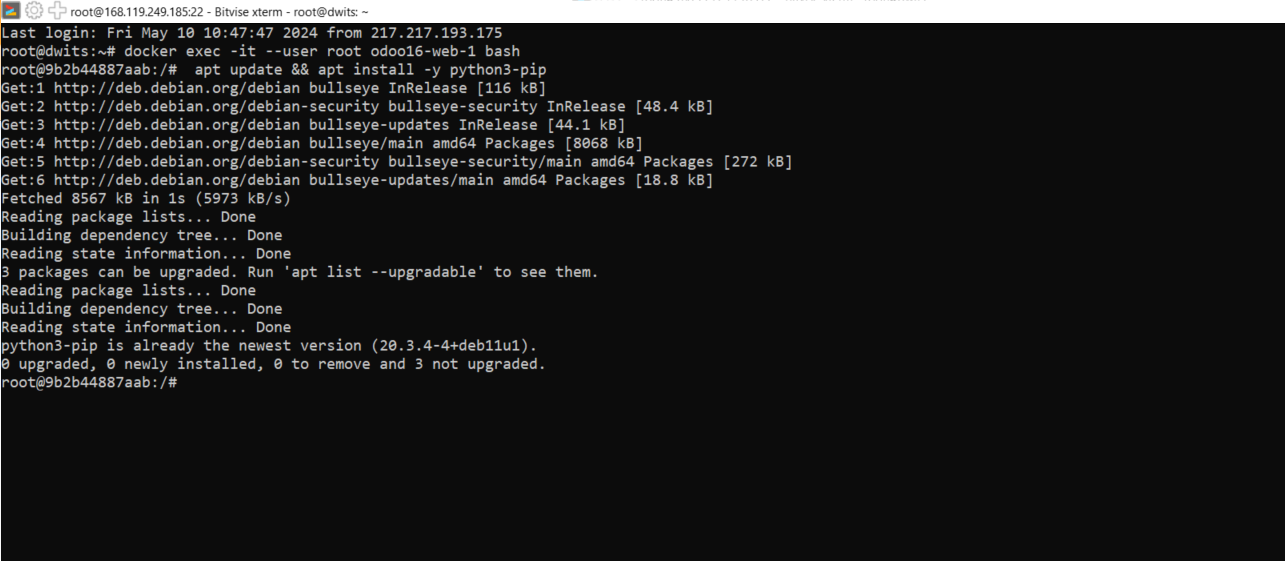 root@168.119.249.185:22 - Bitvise xterm - root@dwits: ~
Last login: Fri May 10 10:47:47 2024 from 217.217.193.175
root@dwits:~# docker exec -it --user root odoo16-web-1 bash
root@9b2b44887aab:/#  apt update && apt install -y python3-pip
Get:1 http://deb.debian.org/debian bullseye InRelease [116 kB]
Get:2 http://deb.debian.org/debian-security bullseye-security InRelease [48.4 kB]
Get:3 http://deb.debian.org/debian bullseye-updates InRelease [44.1 kB]
Get:4 http://deb.debian.org/debian bullseye/main amd64 Packages [8068 kB]
Get:5 http://deb.debian.org/debian-security bullseye-security/main amd64 Packages [272 kB]
Get:6 http://deb.debian.org/debian bullseye-updates/main amd64 Packages [18.8 kB]
Fetched 8567 kB in 1s (5973 kB/s)
Reading package lists... Done
Building dependency tree... Done
Reading state information... Done
3 packages can be upgraded. Run 'apt list --upgradable' to see them.
Reading package lists... Done
Building dependency tree... Done
Reading state information... Done
python3-pip is already the newest version (20.3.4-4+deb11u1).
0 upgraded, 0 newly installed, 0 to remove and 3 not upgraded.
root@9b2b44887aab:/#